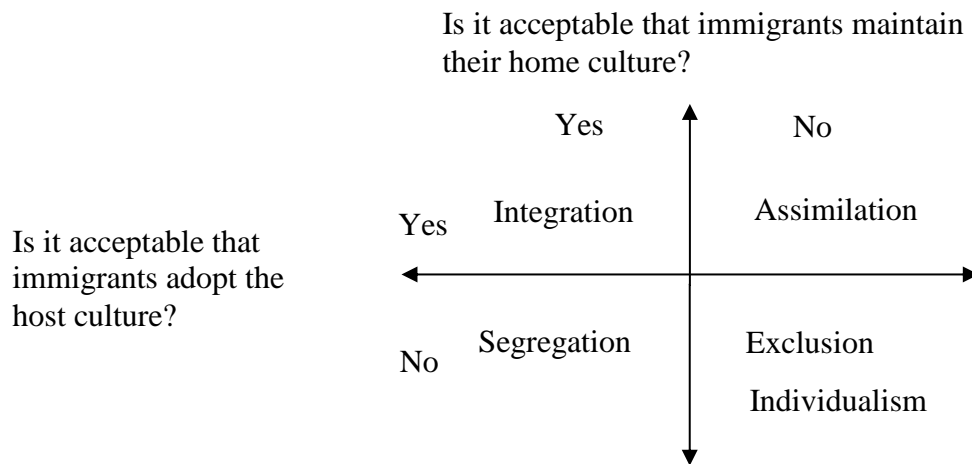 Is it acceptable that immigrants maintain
their home culture?
Yes
No
Integration
Assimilation
Yes
Is it acceptable that
immigrants adopt the
host culture?
Segregation
Exclusion
No
Individualism